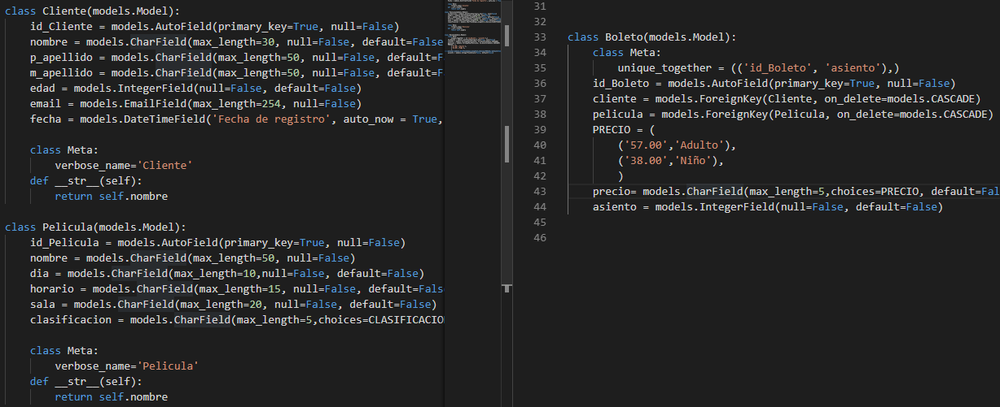 class Cliente(models.Model):
    id_Cliente = models.AutoField(primary_key=True, null=False)
    nombre = models.CharField(max_length=30, null=False, default=False
    p_apellido = models.CharField(max_length=50, null=False, default=F
    m_apellido = models.CharField(max_length=50, null=False, default=F
    edad = models.IntegerField(null=False, default=False)
    email = models.EmailField(max_length=254, null=False)
    fecha = models.DateTimeField('Fecha de registro', auto_now = True,
    class Meta:
        verbose_name='Cliente'
    def __str__(self):
        return self.nombre
class Pelicula(models.Model):
    id_Pelicula = models.AutoField(primary_key=True, null=False)
    nombre = models.CharField(max_length=50, null=False)
    dia = models.CharField(max_length=10,null=False, default=False)
    horario = models.CharField(max_length=15, null=False, default=Fals
    sala = models.CharField(max_length=20, null=False, default=False)
    clasificacion = models.CharField(max_length=5,choices=CLASIFICACIO
    class Meta:
        verbose_name='Pelicula'
    def __str__(self):
        return self.nombre
31
32
33 class Boleto(models.Model):
34     class Meta:
35         unique_together = (('id_Boleto', 'asiento'),)
36     id_Boleto = models.AutoField(primary_key=True, null=False)
37     cliente = models.ForeignKey(Cliente, on_delete=models.CASCADE)
38     pelicula = models.ForeignKey(Pelicula, on_delete=models.CASCADE)
39     PRECIO = (
40         ('57.00','Adulto'),
41         ('38.00','Niño'),
42         )
43     precio= models.CharField(max_length=5,choices=PRECIO, default=Fal
44     asiento = models.IntegerField(null=False, default=False)
45
46